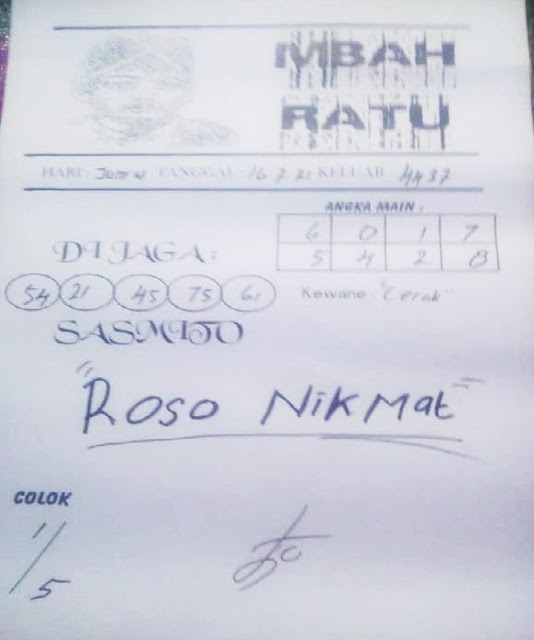 MBAH
RATU
HARI: Jum'at TANGGAL: 16-7-21 KELUAR: 4437
ANGKA MAIN :
6 0 1 7
5 4 2 8
DI JAGA :
54 21 45 75 61
Kewane "Cerak"
SASMITO
"ROSO NIKMat"
COLOK
1/5